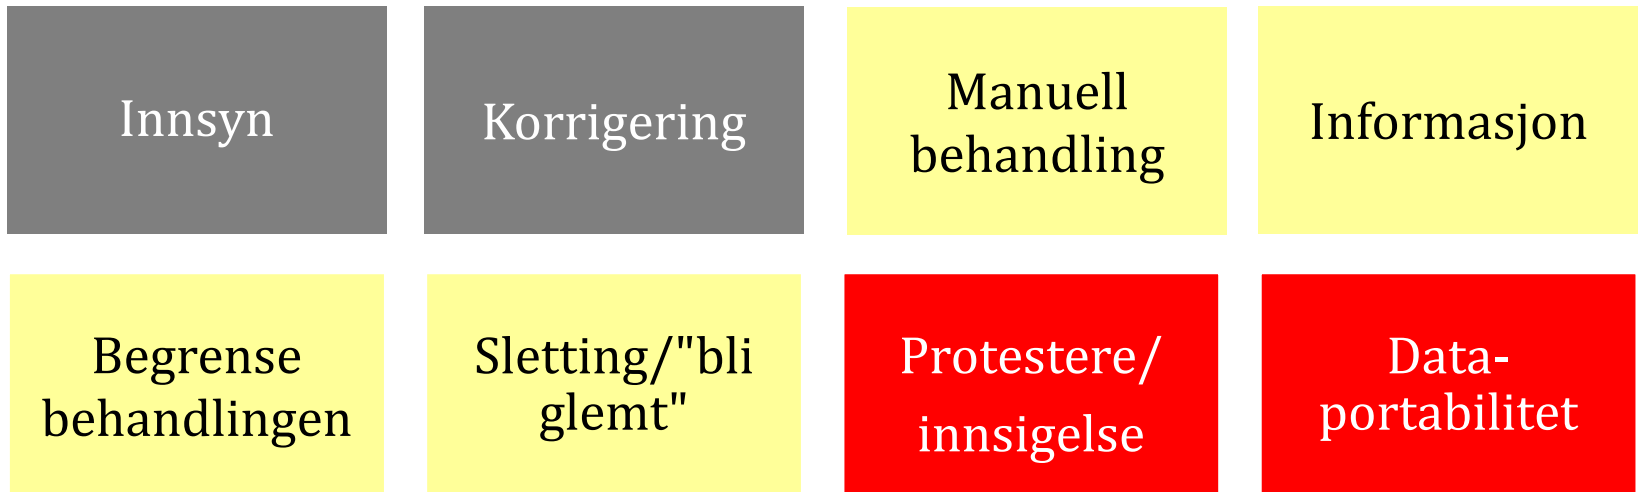 Innsyn
Korrigering
Manuell
behandling
Informasjon
Begrense
behandlingen
Sletting/"bli
glemt"
Protestere/
innsigelse
Data-
portabilitet